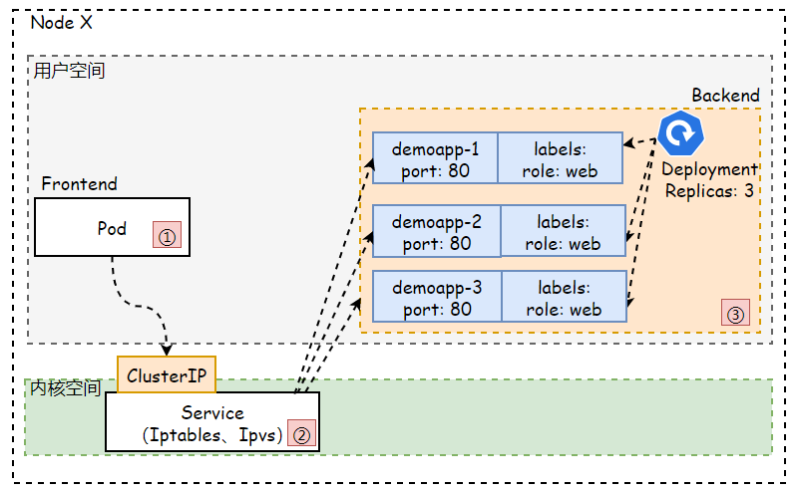 Node X
用户空间
Backend
demoapp-1
port: 80
labels:
role: web
Deployment
Replicas: 3
Frontend
Pod
①
demoapp-2
port: 80
labels:
role: web
demoapp-3
port: 80
labels:
role: web
③
ClusterIP
内核空间
Service
(Iptables、Ipvs)
②